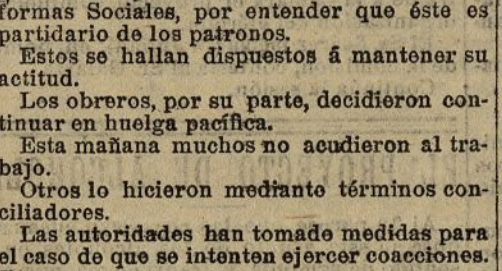 formas Sociales, por entender que éste es
partidario de los patronos.
Estos se hallan dispuestos á mantener su
actitud.
Los obreros, por su parte, decidieron con-
tinuar en huelga pacífica.
Esta mañana muchos no acudieron al tra-
bajo.
Otros lo hicieron mediante términos con-
ciliadores.
Las autoridades han tomado medidas para
el caso de que se intenten ejercer coacciones.